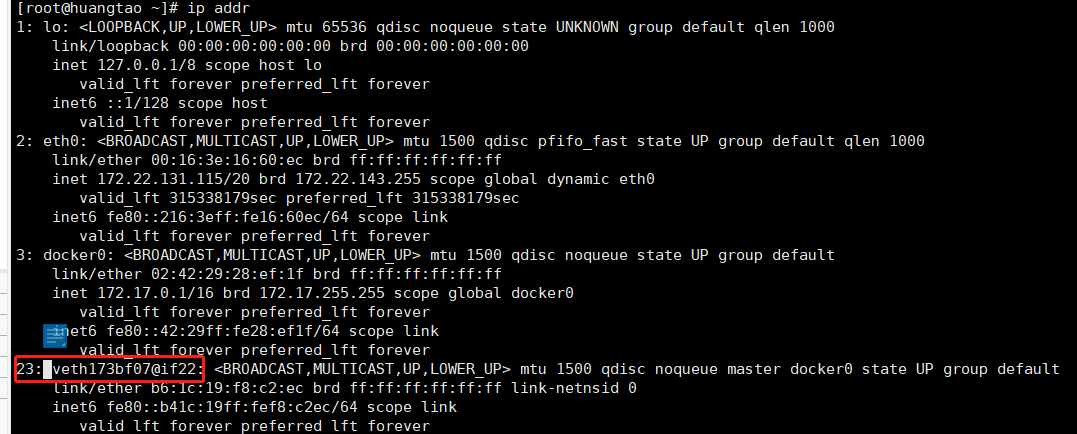 [root@huangtao ~]# ip addr
1: lo: <LOOPBACK,UP,LOWER_UP> mtu 65536 qdisc noqueue state UNKNOWN group default qlen 1000
    link/loopback 00:00:00:00:00:00 brd 00:00:00:00:00:00
    inet 127.0.0.1/8 scope host lo
       valid_lft forever preferred_lft forever
    inet6 ::1/128 scope host
       valid_lft forever preferred_lft forever
2: eth0: <BROADCAST,MULTICAST,UP,LOWER_UP> mtu 1500 qdisc pfifo_fast state UP group default qlen 1000
    link/ether 00:16:3e:16:60:ec brd ff:ff:ff:ff:ff:ff
    inet 172.22.131.115/20 brd 172.22.143.255 scope global dynamic eth0
       valid_lft 315338179sec preferred_lft 315338179sec
    inet6 fe80::216:3eff:fe16:60ec/64 scope link
       valid_lft forever preferred_lft forever
3: docker0: <BROADCAST,MULTICAST,UP,LOWER_UP> mtu 1500 qdisc noqueue state UP group default
    link/ether 02:42:29:28:ef:1f brd ff:ff:ff:ff:ff:ff
    inet 172.17.0.1/16 brd 172.17.255.255 scope global docker0
       valid_lft forever preferred_lft forever
    inet6 fe80::42:29ff:fe28:ef1f/64 scope link
       valid_lft forever preferred_lft forever
23: veth173bf07@if22: <BROADCAST,MULTICAST,UP,LOWER_UP> mtu 1500 qdisc noqueue master docker0 state UP group default
    link/ether b6:1c:19:f8:c2:ec brd ff:ff:ff:ff:ff:ff link-netnsid 0
    inet6 fe80::b41c:19ff:fef8:c2ec/64 scope link
       valid_lft forever preferred_lft forever